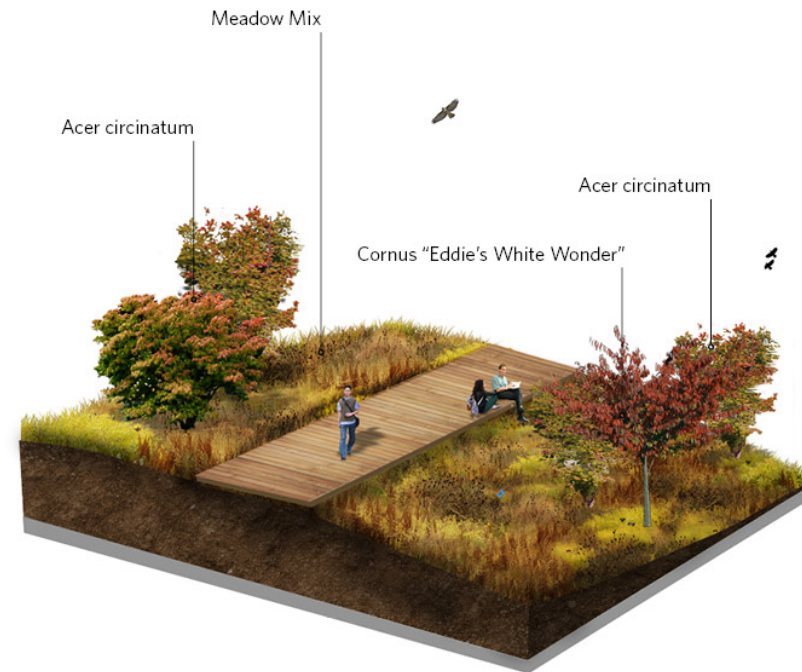 Meadow Mix
Acer circinatum
Acer circinatum
Cornus “Eddie’s White Wonder”